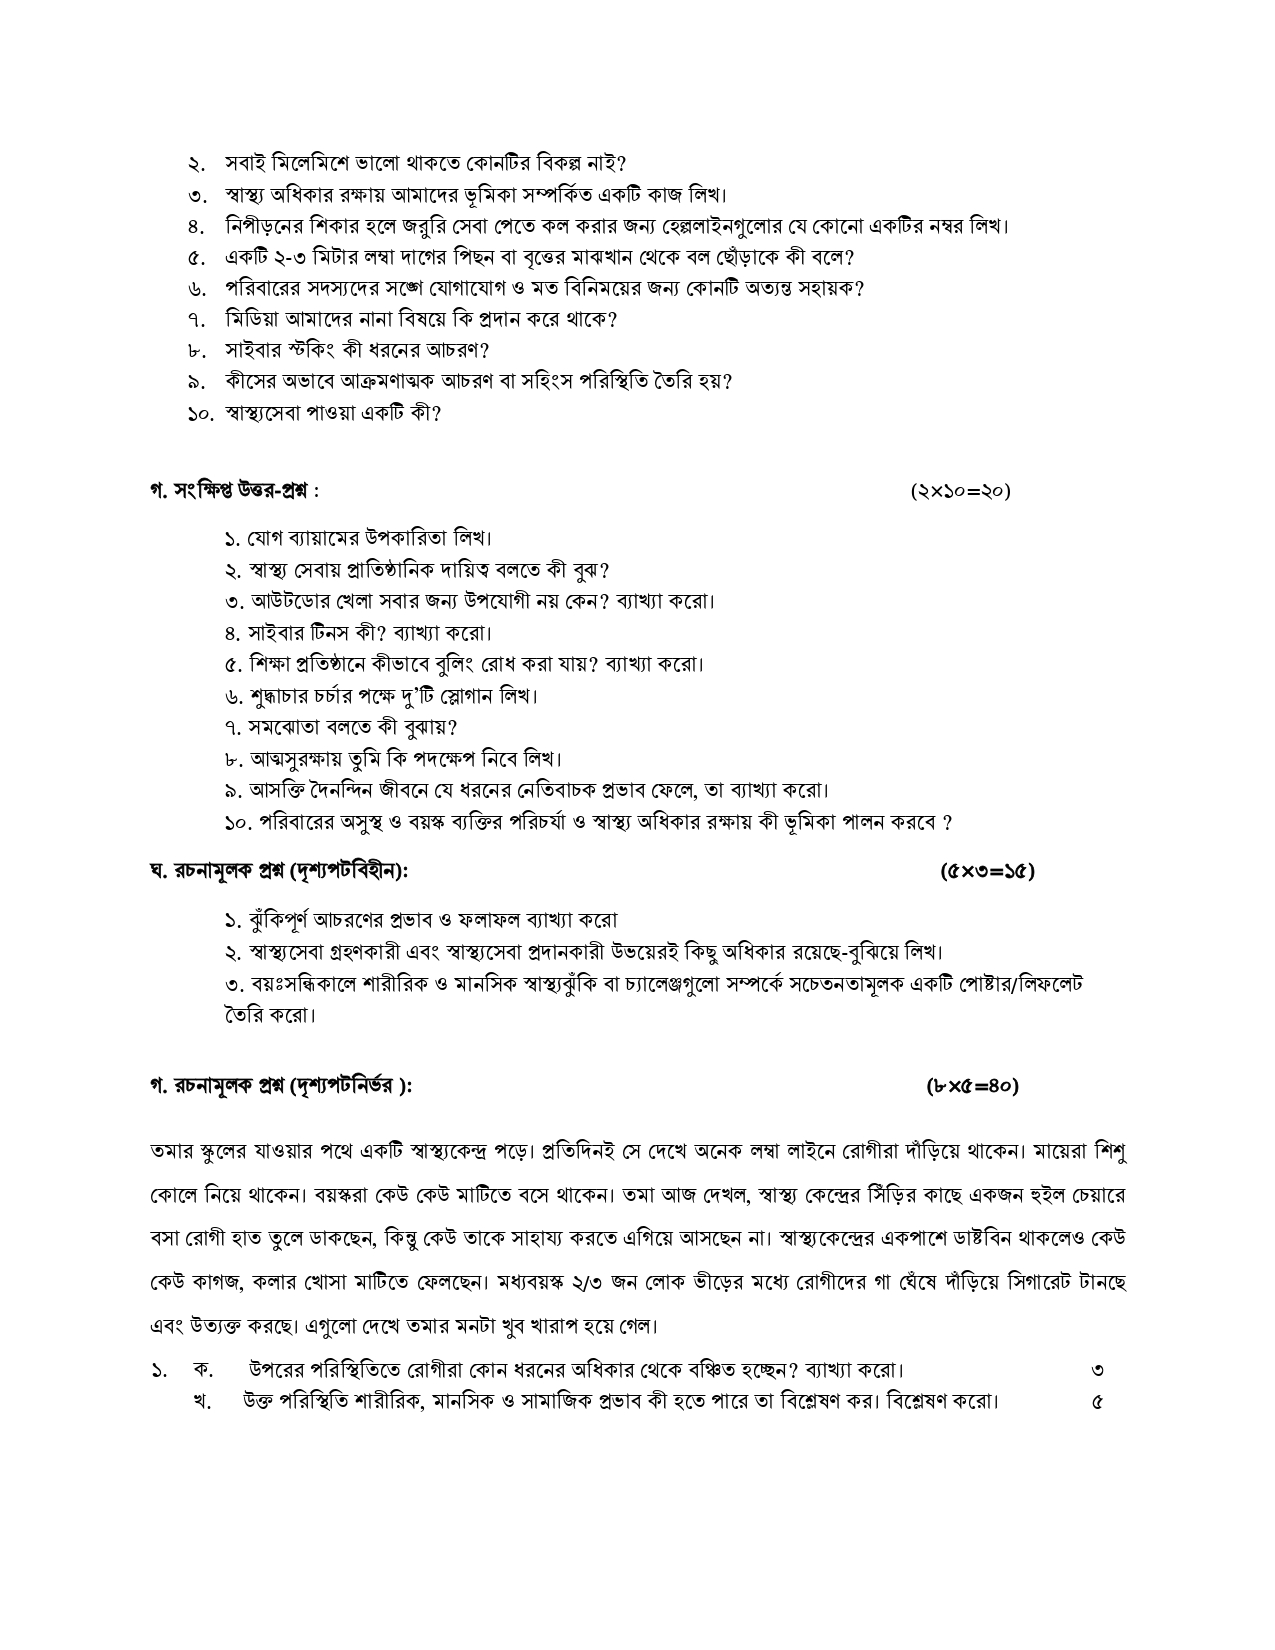 ২. সবাই মিলেমিশে ভালো থাকতে কোনটির বিকল্প নাই?
৩. স্বাস্থ্য অধিকার রক্ষায় আমাদের ভূমিকা সম্পর্কিত একটি কাজ লিখ।
৪. নিপীড়নের শিকার হলে জরুরি সেবা পেতে কল করার জন্য হেল্পলাইনগুলোর যে কোনো একটির নম্বর লিখ।
৫. একটি ২-৩ মিটার লম্বা দাগের পিছন বা বৃত্তের মাঝখান থেকে বল ছোঁড়াকে কী বলে?
৬. পরিবারের সদস্যদের সঙ্গে যোগাযোগ ও মত বিনিময়ের জন্য কোনটি অত্যন্ত সহায়ক?
৭. মিডিয়া আমাদের নানা বিষয়ে কি প্রদান করে থাকে?
৮. সাইবার স্টকিং কী ধরনের আচরণ?
৯. কীসের অভাবে আক্রমণাত্মক আচরণ বা সহিংস পরিস্থিতি তৈরি হয়?
১০. স্বাস্থ্যসেবা পাওয়া একটি কী?
গ. সংক্ষিপ্ত উত্তর-প্রশ্ন : (২×১০=২০)
১. যোগ ব্যায়ামের উপকারিতা লিখ।
২. স্বাস্থ্য সেবায় প্রাতিষ্ঠানিক দায়িত্ব বলতে কী বুঝ?
৩. আউটডোর খেলা সবার জন্য উপযোগী নয় কেন? ব্যাখ্যা করো।
৪. সাইবার টিনস কী? ব্যাখ্যা করো।
৫. শিক্ষা প্রতিষ্ঠানে কীভাবে বুলিং রোধ করা যায়? ব্যাখ্যা করো।
৬. শুদ্ধাচার চর্চার পক্ষে দু’টি স্লোগান লিখ।
৭. সমঝোতা বলতে কী বুঝায়?
৮. আত্মসুরক্ষায় তুমি কি পদক্ষেপ নিবে লিখ।
৯. আসক্তি দৈনন্দিন জীবনে যে ধরনের নেতিবাচক প্রভাব ফেলে, তা ব্যাখ্যা করো।
১০. পরিবারের অসুস্থ ও বয়স্ক ব্যক্তির পরিচর্যা ও স্বাস্থ্য অধিকার রক্ষায় কী ভূমিকা পালন করবে ?
ঘ. রচনামূলক প্রশ্ন (দৃশ্যপটবিহীন): (৫×৩=১৫)
১. ঝুঁকিপূর্ণ আচরণের প্রভাব ও ফলাফল ব্যাখ্যা করো
২. স্বাস্থ্যসেবা গ্রহণকারী এবং স্বাস্থ্যসেবা প্রদানকারী উভয়েরই কিছু অধিকার রয়েছে-বুঝিয়ে লিখ।
৩. বয়ঃসন্ধিকালে শারীরিক ও মানসিক স্বাস্থ্যঝুঁকি বা চ্যালেঞ্জগুলো সম্পর্কে সচেতনতামূলক একটি পোষ্টার/লিফলেট
তৈরি করো।
গ. রচনামূলক প্রশ্ন (দৃশ্যপটনির্ভর ): (৮×৫=৪০)
তমার স্কুলের যাওয়ার পথে একটি স্বাস্থ্যকেন্দ্র পড়ে। প্রতিদিনই সে দেখে অনেক লম্বা লাইনে রোগীরা দাঁড়িয়ে থাকেন। মায়েরা শিশু
কোলে নিয়ে থাকেন। বয়স্করা কেউ কেউ মাটিতে বসে থাকেন। তমা আজ দেখল, স্বাস্থ্য কেন্দ্রের সিঁড়ির কাছে একজন হুইল চেয়ারে
বসা রোগী হাত তুলে ডাকছেন, কিন্তু কেউ তাকে সাহায্য করতে এগিয়ে আসছেন না। স্বাস্থ্যকেন্দ্রের একপাশে ডাষ্টবিন থাকলেও কেউ
কেউ কাগজ, কলার খোসা মাটিতে ফেলছেন। মধ্যবয়স্ক ২/৩ জন লোক ভীড়ের মধ্যে রোগীদের গা ঘেঁষে দাঁড়িয়ে সিগারেট টানছে
এবং উত্যক্ত করছে। এগুলো দেখে তমার মনটা খুব খারাপ হয়ে গেল।
১. ক. উপরের পরিস্থিতিতে রোগীরা কোন ধরনের অধিকার থেকে বঞ্চিত হচ্ছেন? ব্যাখ্যা করো। ৩
খ. উক্ত পরিস্থিতি শারীরিক, মানসিক ও সামাজিক প্রভাব কী হতে পারে তা বিশ্লেষণ কর। বিশ্লেষণ করো। ৫